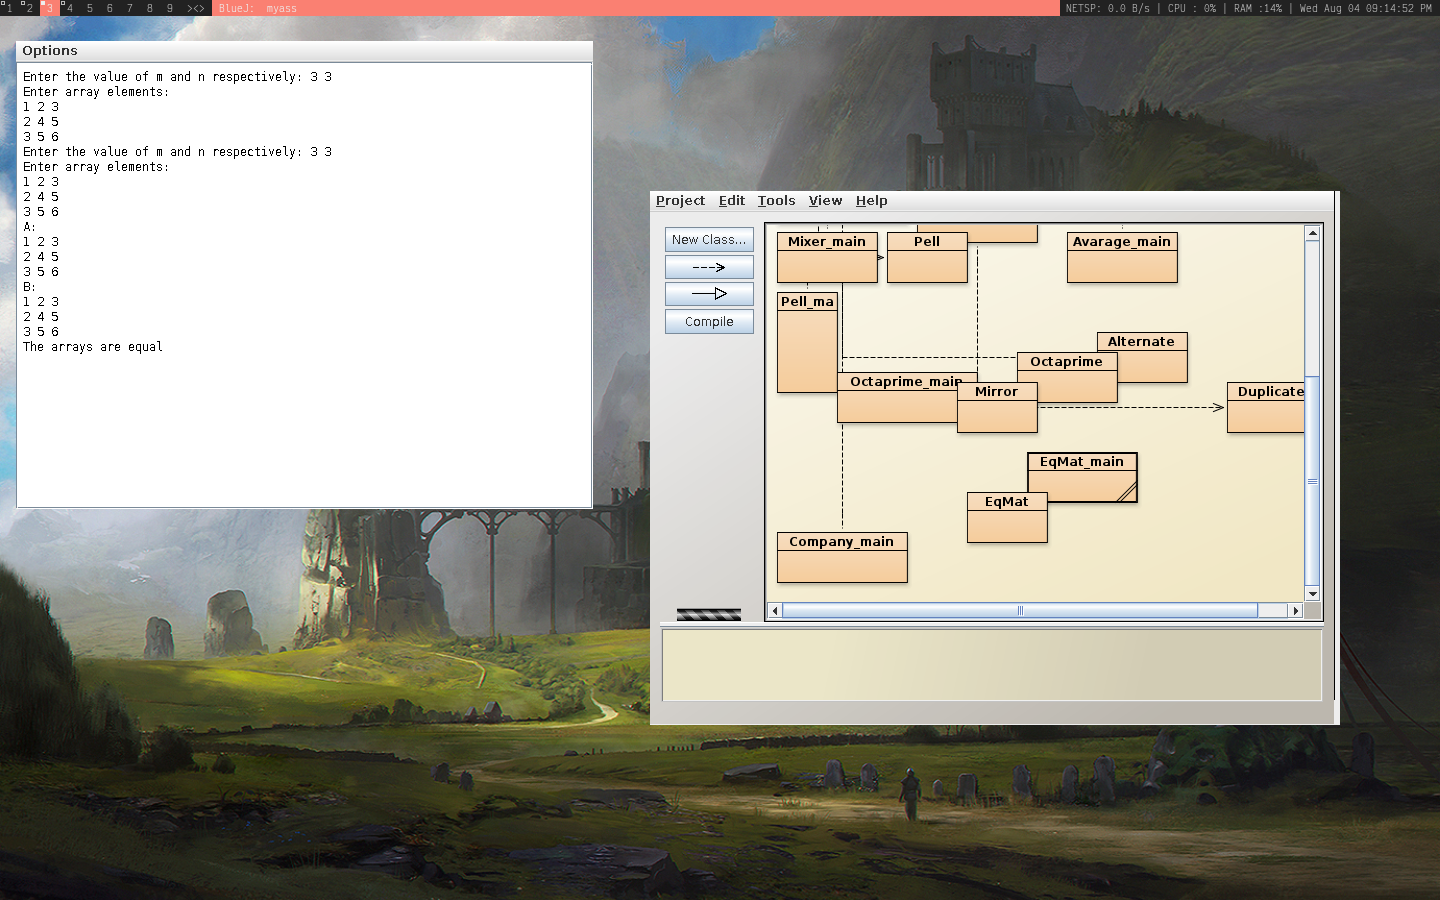 1 2 3 4 5 6 7 8 9 ><> BlueJ: myass NETSP: 0.0 B/s | CPU : 0% | RAM :14% | Wed Aug 04 09:14:52 PM
Options
Enter the value of m and n respectively: 3 3
Enter array elements:
1 2 3
2 4 5
3 5 6
Enter the value of m and n respectively: 3 3
Enter array elements:
1 2 3
2 4 5
3 5 6
A:
1 2 3
2 4 5
3 5 6
B:
1 2 3
2 4 5
3 5 6
The arrays are equal
Project Edit Tools View Help
New Class...
Compile
Mixer_main
Pell
Avarage_main
Pell_ma
Alternate
Octaprime
Octaprime_main
Mirror
Duplicate
EqMat_main
EqMat
Company_main